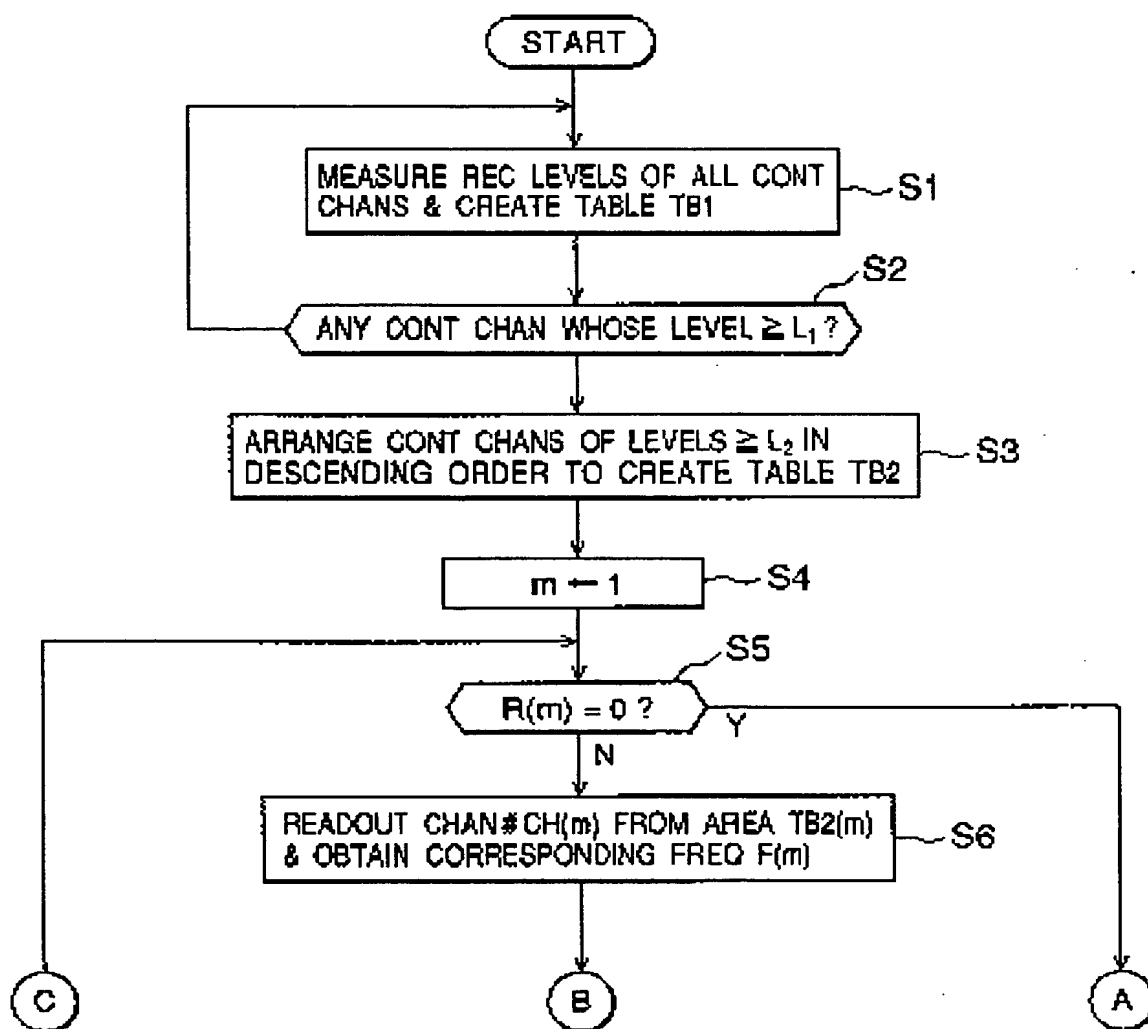 START
MEASURE REC LEVELS OF ALL CONT
CHANS & CREATE TABLE TB1
S1
S2
ANY CONT CHAN WHOSE LEVEL ≧ L₁ ?
ARRANGE CONT CHANS OF LEVELS ≧ L₂ IN
DESCENDING ORDER TO CREATE TABLE TB2
S3
m ← 1
S4
S5
R(m) = 0 ?
Y
N
READOUT CHAN # CH(m) FROM AREA TB2(m)
& OBTAIN CORRESPONDING FREQ F(m)
S6
C
B
A